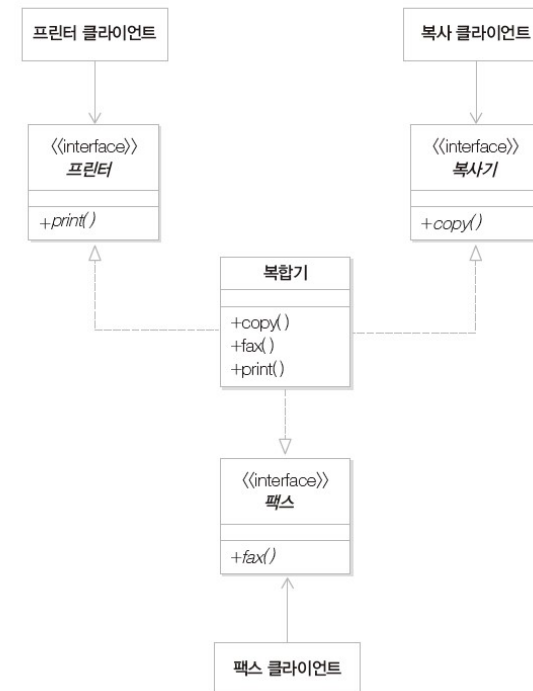 프린터 클라이언트
복사 클라이언트
《interface》
프린터
+print()
《interface》
복사기
+copy()
복합기
+copy()
+fax()
+print()
《interface》
팩스
+fax()
팩스 클라이언트